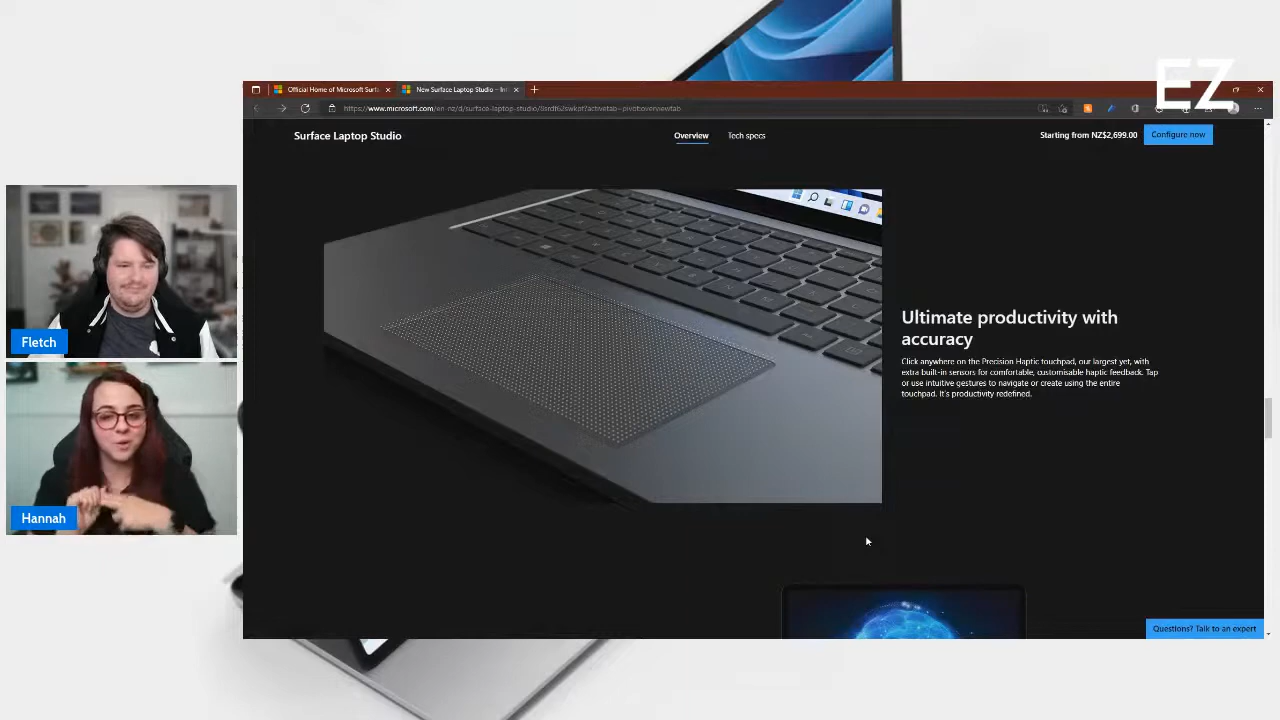 EZ
Official Home of Microsoft Surf
New Surface Laptop Studio – Int
Surface Laptop Studio
Overview
Tech specs
Starting from NZ$2,699.00
Configure now
Ultimate productivity with
accuracy
Click anywhere on the Precision Haptic touchpad, our largest yet, with
extra built-in sensors for comfortable, customisable haptic feedback. Tap
or use intuitive gestures to navigate or create using the entire
touchpad. It's productivity redefined.
Fletch
Hannah
Questions? Talk to an expert